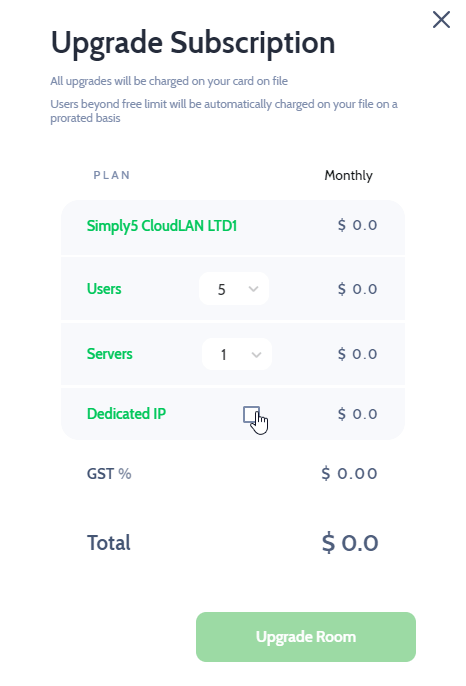 Upgrade Subscription
All upgrades will be charged on your card on file
Users beyond free limit will be automatically charged on your file on a
prorated basis
PLAN Monthly
Simply5 CloudLAN LTD1 $ 0.0
Users 5 $ 0.0
Servers 1 $ 0.0
Dedicated IP $ 0.0
GST % $ 0.00
Total $ 0.0
Upgrade Room